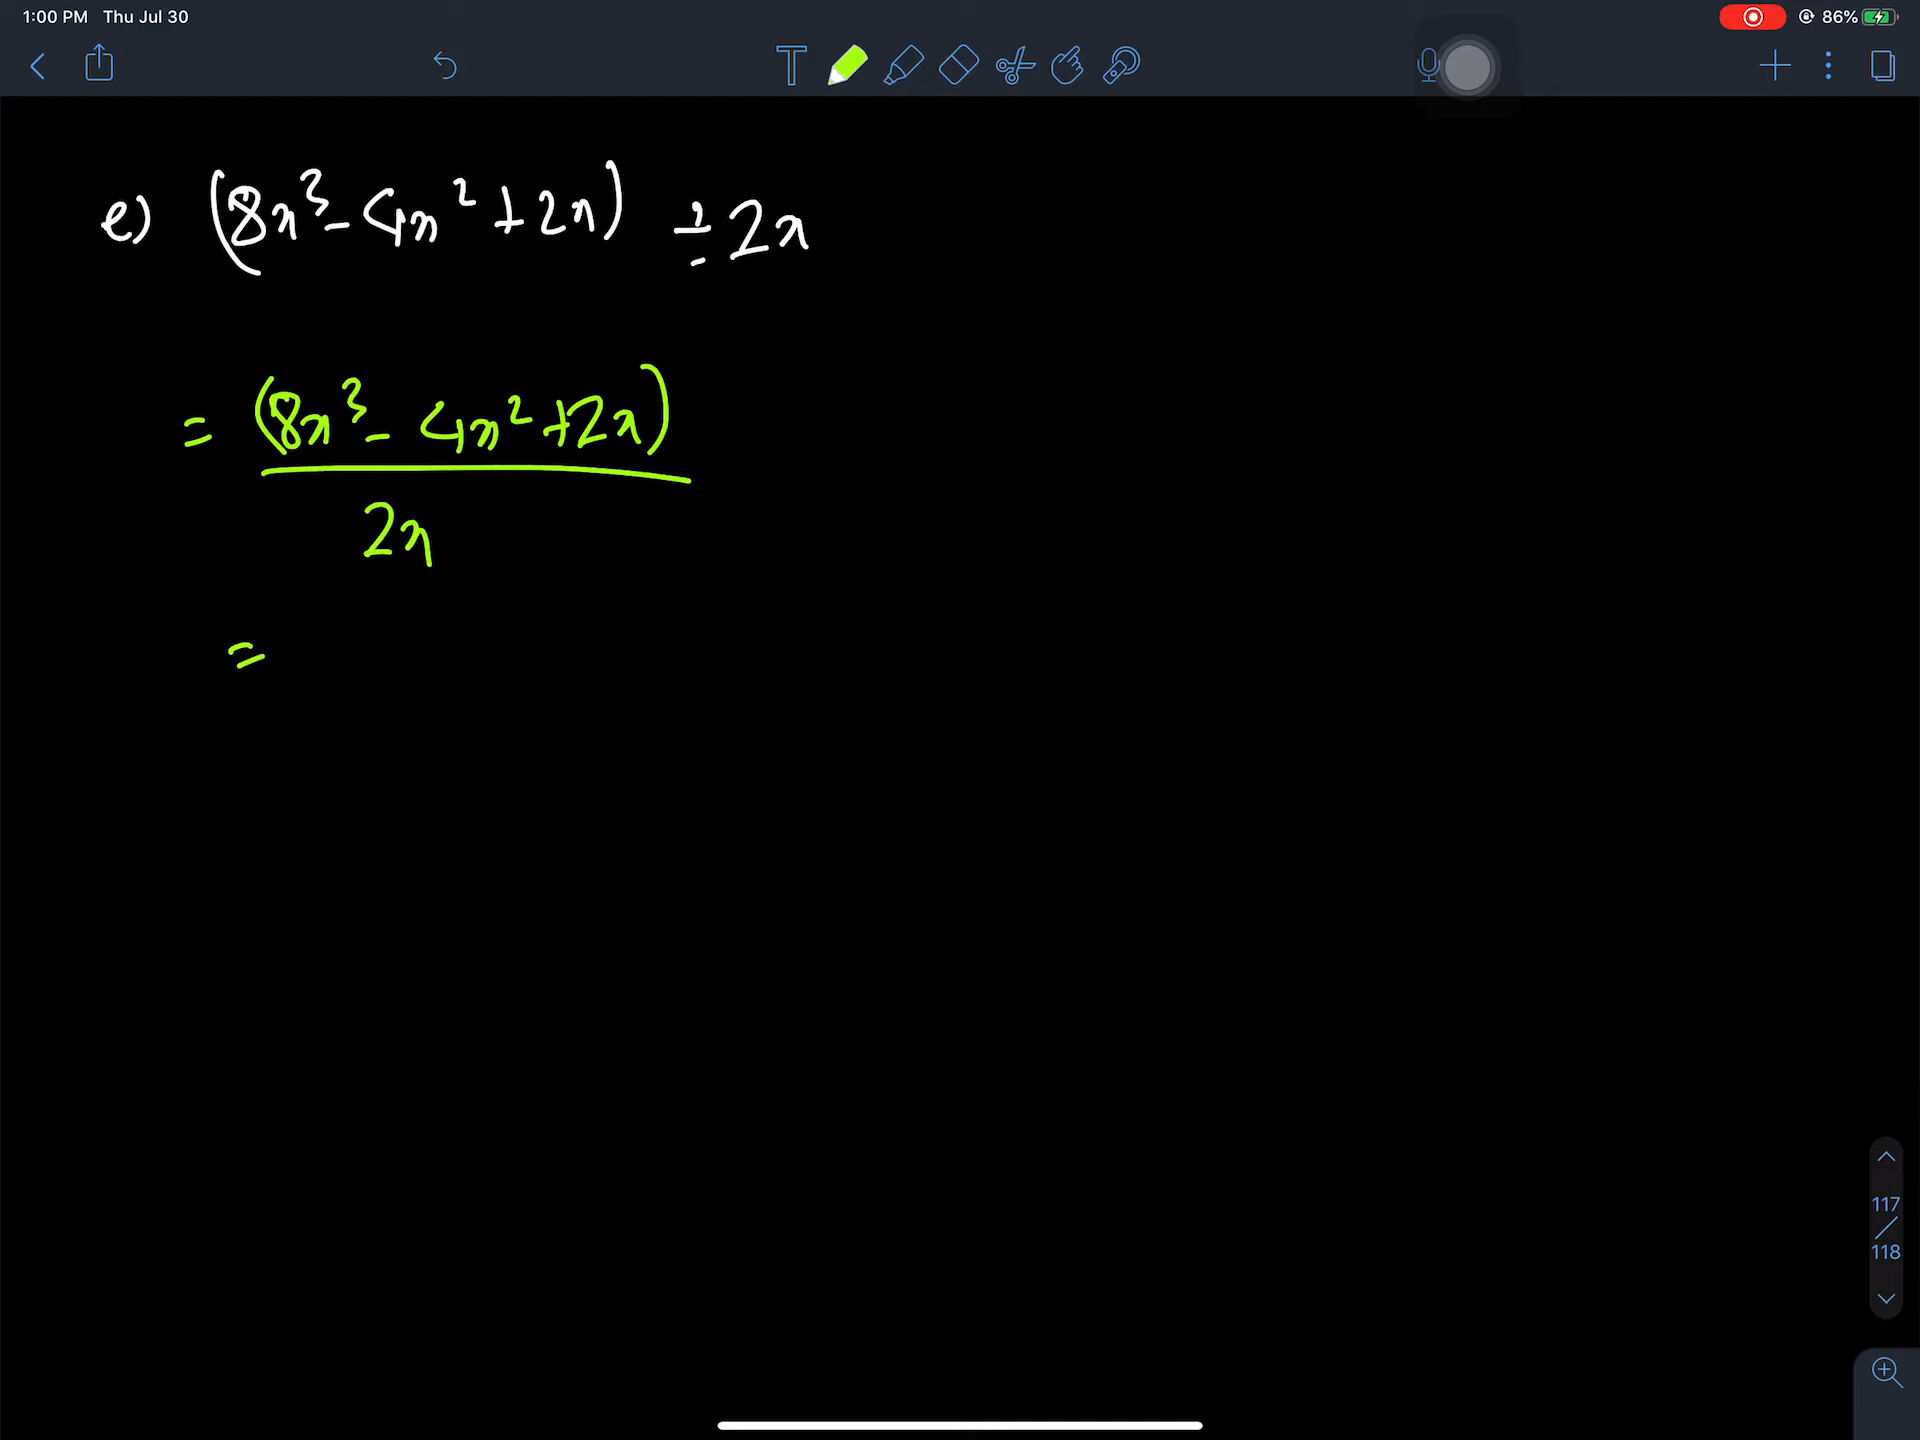 1:00 PM Thu Jul 30
86%
e) (8x³ - 4x² + 2x) ÷ 2x
= (8x³ - 4x² + 2x)
2x
=
117
118